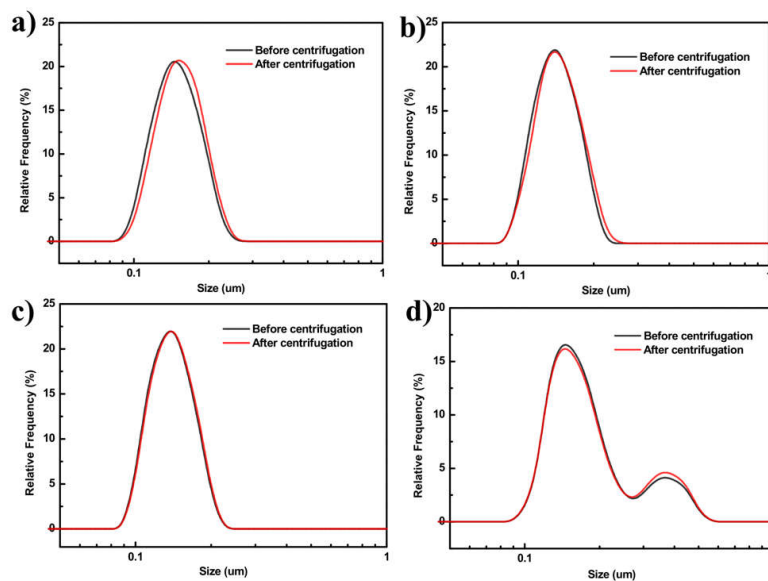 a)
25
20
15
10
5
0
Relative Frequency (%)
Before centrifugation
After centrifugation
0.1
1
Size (um)
b)
25
20
15
10
5
0
Relative Frequency (%)
Before centrifugation
After centrifugation
0.1
1
Size (um)
c)
25
20
15
10
5
0
Relative Frequency (%)
Before centrifugation
After centrifugation
0.1
1
Size (um)
d)
20
15
10
5
0
Relative Frequency (%)
Before centrifugation
After centrifugation
0.1
Size (um)